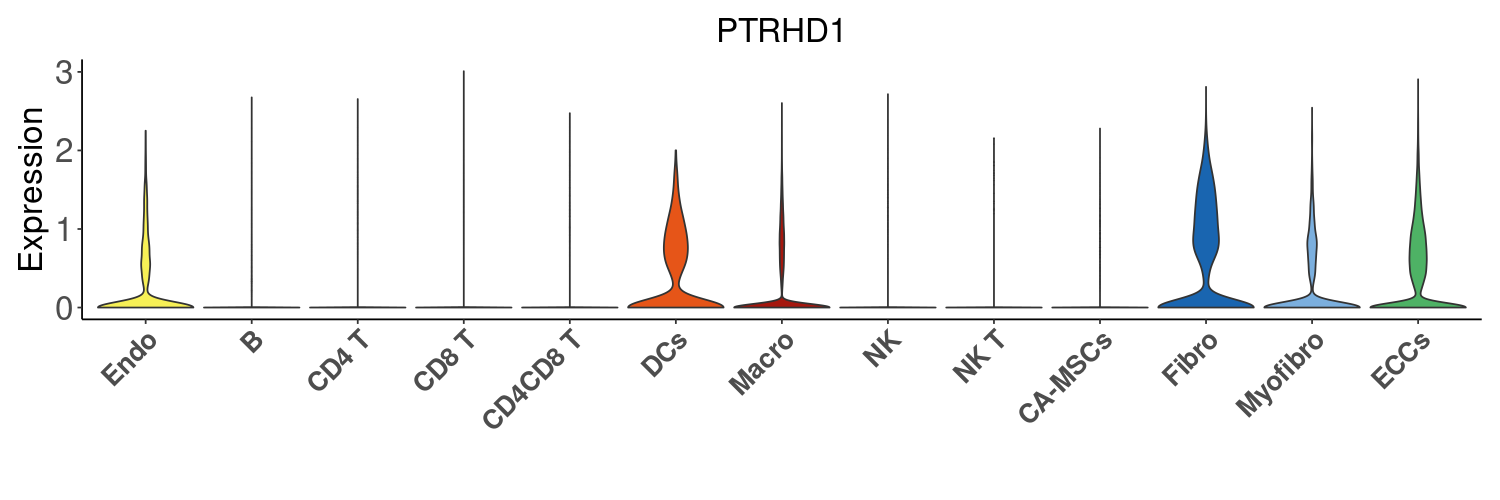 PTRHD1
Expression
3
2
1
0
Endo
B
CD4 T
CD8 T
CD4CD8 T
DCs
Macro
NK
NK T
CA-MSCs
Fibro
Myofibro
ECCs